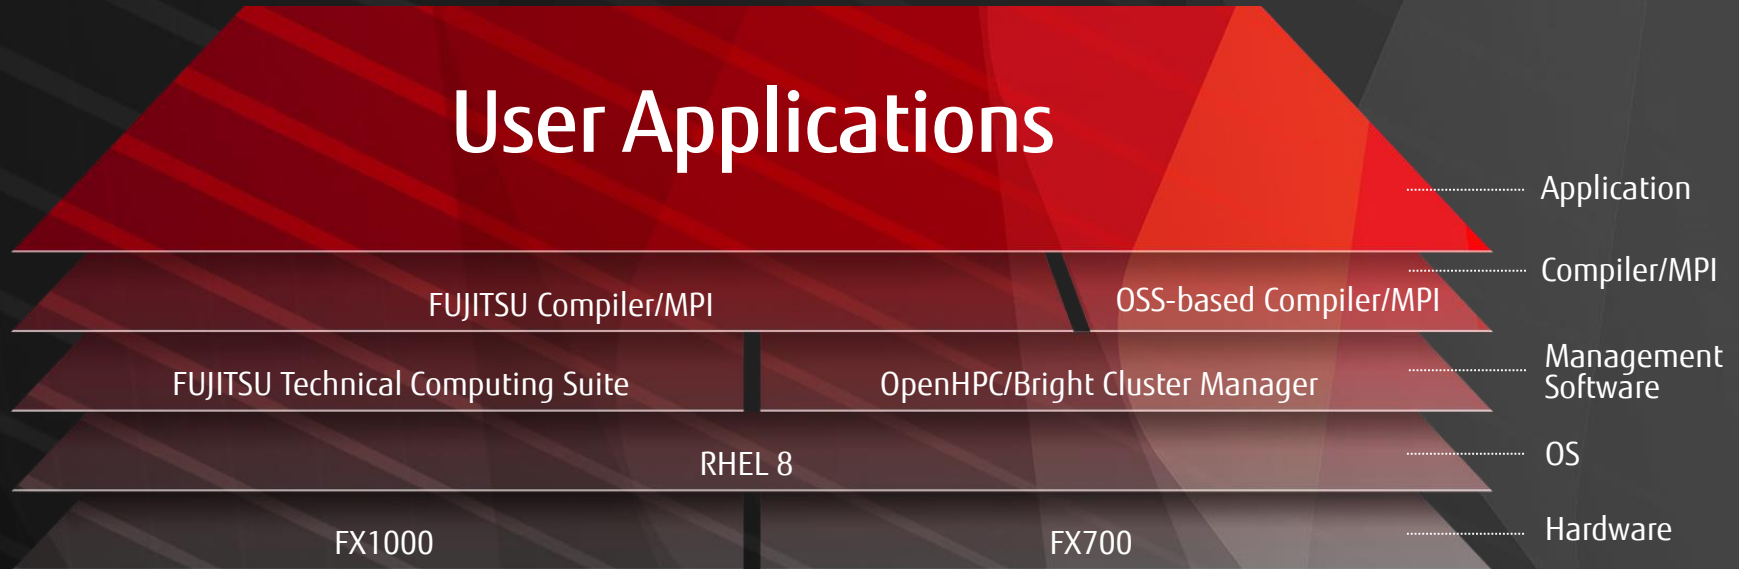 User Applications
Application
Compiler/MPI
FUJITSU Compiler/MPI
OSS-based Compiler/MPI
Management
Software
FUJITSU Technical Computing Suite
OpenHPC/Bright Cluster Manager
OS
RHEL 8
Hardware
FX1000
FX700